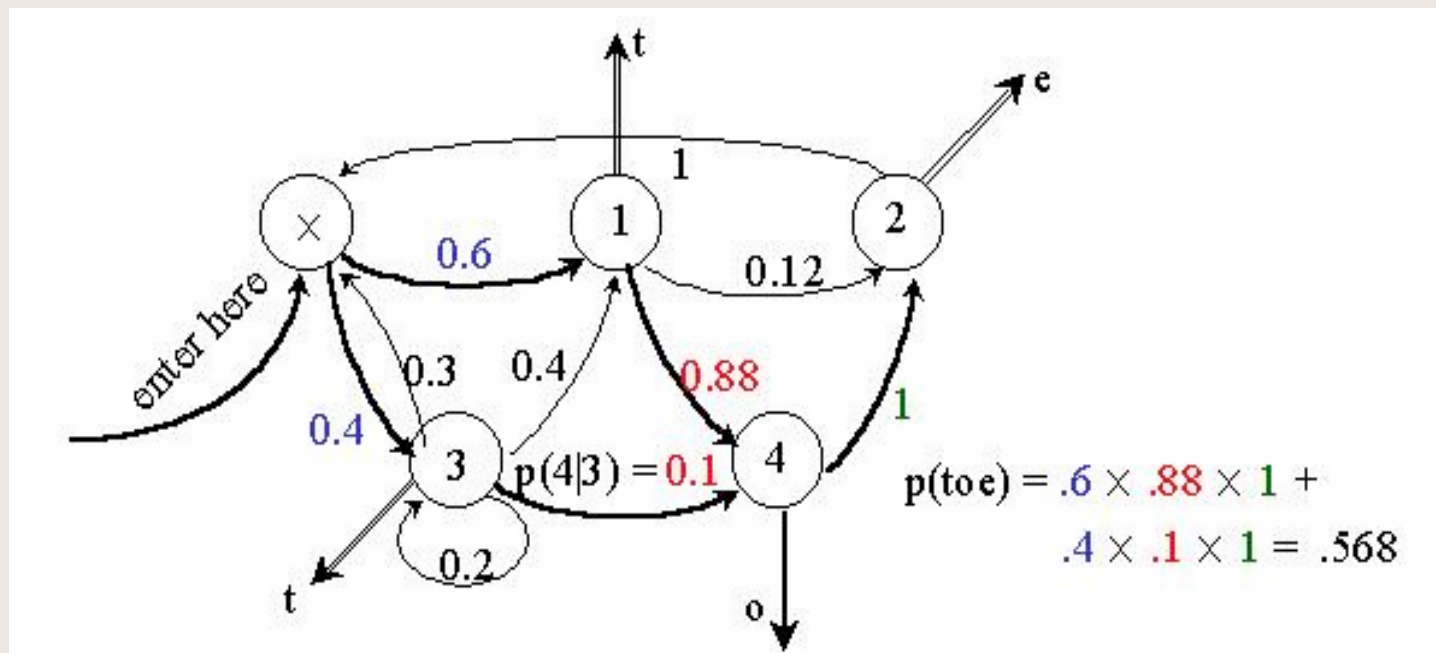 t
e
1
×
1
2
0.6
0.12
enter here
0.3
0.4
0.88
0.4
1
3
p(4|3) = 0.1
4
p(toe) = .6 × .88 × 1 +
.4 × .1 × 1 = .568
0.2
t
o